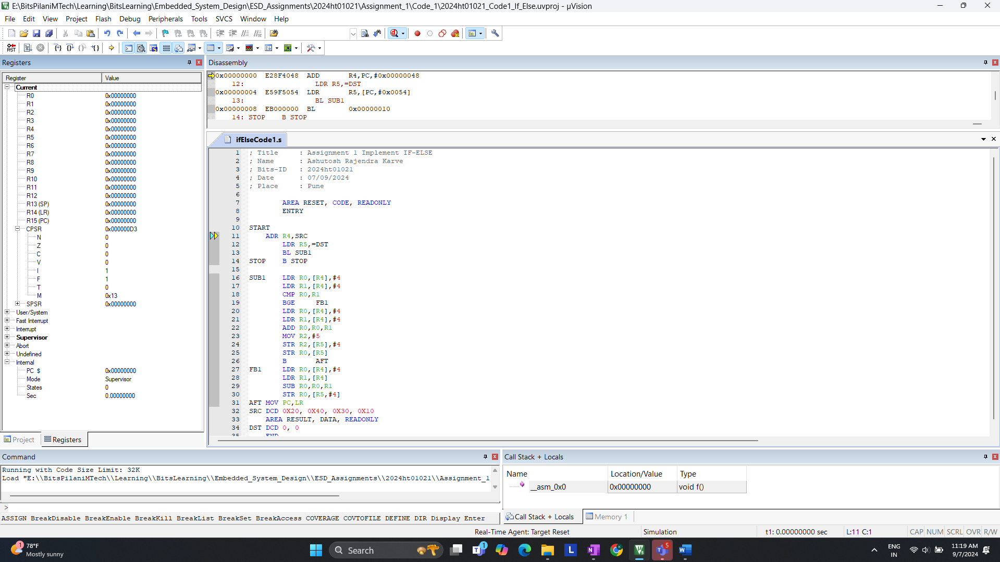 E:\BitsPilaniMTech\Learning\BitsLearning\Embedded_System_Design\ESD_Assignments\2024ht01021\Assignment_1\Code_1\2024ht01021_Code1_If_Else.uvproj - µVision
File Edit View Project Flash Debug Peripherals Tools SVCS Window Help
RST
Registers
Register Value
Current
R0 0x00000000
R1 0x00000000
R2 0x00000000
R3 0x00000000
R4 0x00000000
R5 0x00000000
R6 0x00000000
R7 0x00000000
R8 0x00000000
R9 0x00000000
R10 0x00000000
R11 0x00000000
R12 0x00000000
R13 (SP) 0x00000000
R14 (LR) 0x00000000
R15 (PC) 0x00000000
CPSR 0x000000D3
N 0
Z 0
C 0
V 0
I 1
F 1
T 0
M 0x13
SPSR 0x00000000
User/System
Fast Interrupt
Interrupt
Supervisor
Abort
Undefined
Internal
PC $ 0x00000000
Mode Supervisor
States 0
Sec 0.00000000
Project Registers
Disassembly
0x00000000 E28F4048 ADD R4,PC,#0x00000048
12: LDR R5,=DST
0x00000004 E59F5054 LDR R5,[PC,#0x0054]
13: BL SUB1
0x00000008 EB000000 BL 0x00000010
14: STOP B STOP
ifElseCode1.s
1 ; Title : Assignment 1 Implement IF-ELSE
2 ; Name : Ashutosh Rajendra Karve
3 ; Bits-ID : 2024ht01021
4 ; Date : 07/09/2024
5 ; Place : Pune
6
7 AREA RESET, CODE, READONLY
8 ENTRY
9
10 START
11 ADR R4,SRC
12 LDR R5,=DST
13 BL SUB1
14 STOP B STOP
15
16 SUB1 LDR R0,[R4],#4
17 LDR R1,[R4],#4
18 CMP R0,R1
19 BGE FB1
20 LDR R0,[R4],#4
21 LDR R1,[R4],#4
22 ADD R0,R0,R1
23 MOV R2,#5
24 STR R2,[R5],#4
25 STR R0,[R5]
26 B AFT
27 FB1 LDR R0,[R4],#4
28 LDR R1,[R4]
29 SUB R0,R0,R1
30 STR R0,[R5,#4]
31 AFT MOV PC,LR
32 SRC DCD 0X20, 0X40, 0X30, 0X10
33 AREA RESULT, DATA, READONLY
34 DST DCD 0, 0
35 END
Command
Running with Code Size Limit: 32K
Load "E:\\BitsPilaniMTech\\Learning\\BitsLearning\\Embedded_System_Design\\ESD_Assignments\\2024ht01021\\Assignment_1
>
ASSIGN BreakDisable BreakEnable BreakKill BreakList BreakSet BreakAccess COVERAGE COVTOFILE DEFINE DIR Display Enter
Call Stack + Locals
Name Location/Value Type
__asm_0x0 0x00000000 void f()
Call Stack + Locals Memory 1
Real-Time Agent: Target Reset Simulation t1: 0.00000000 sec L:11 C:1 CAP NUM SCRL OVR R/W
1
78°F
Mostly sunny
Search
1
5
ENG
IN
11:19 AM
9/7/2024